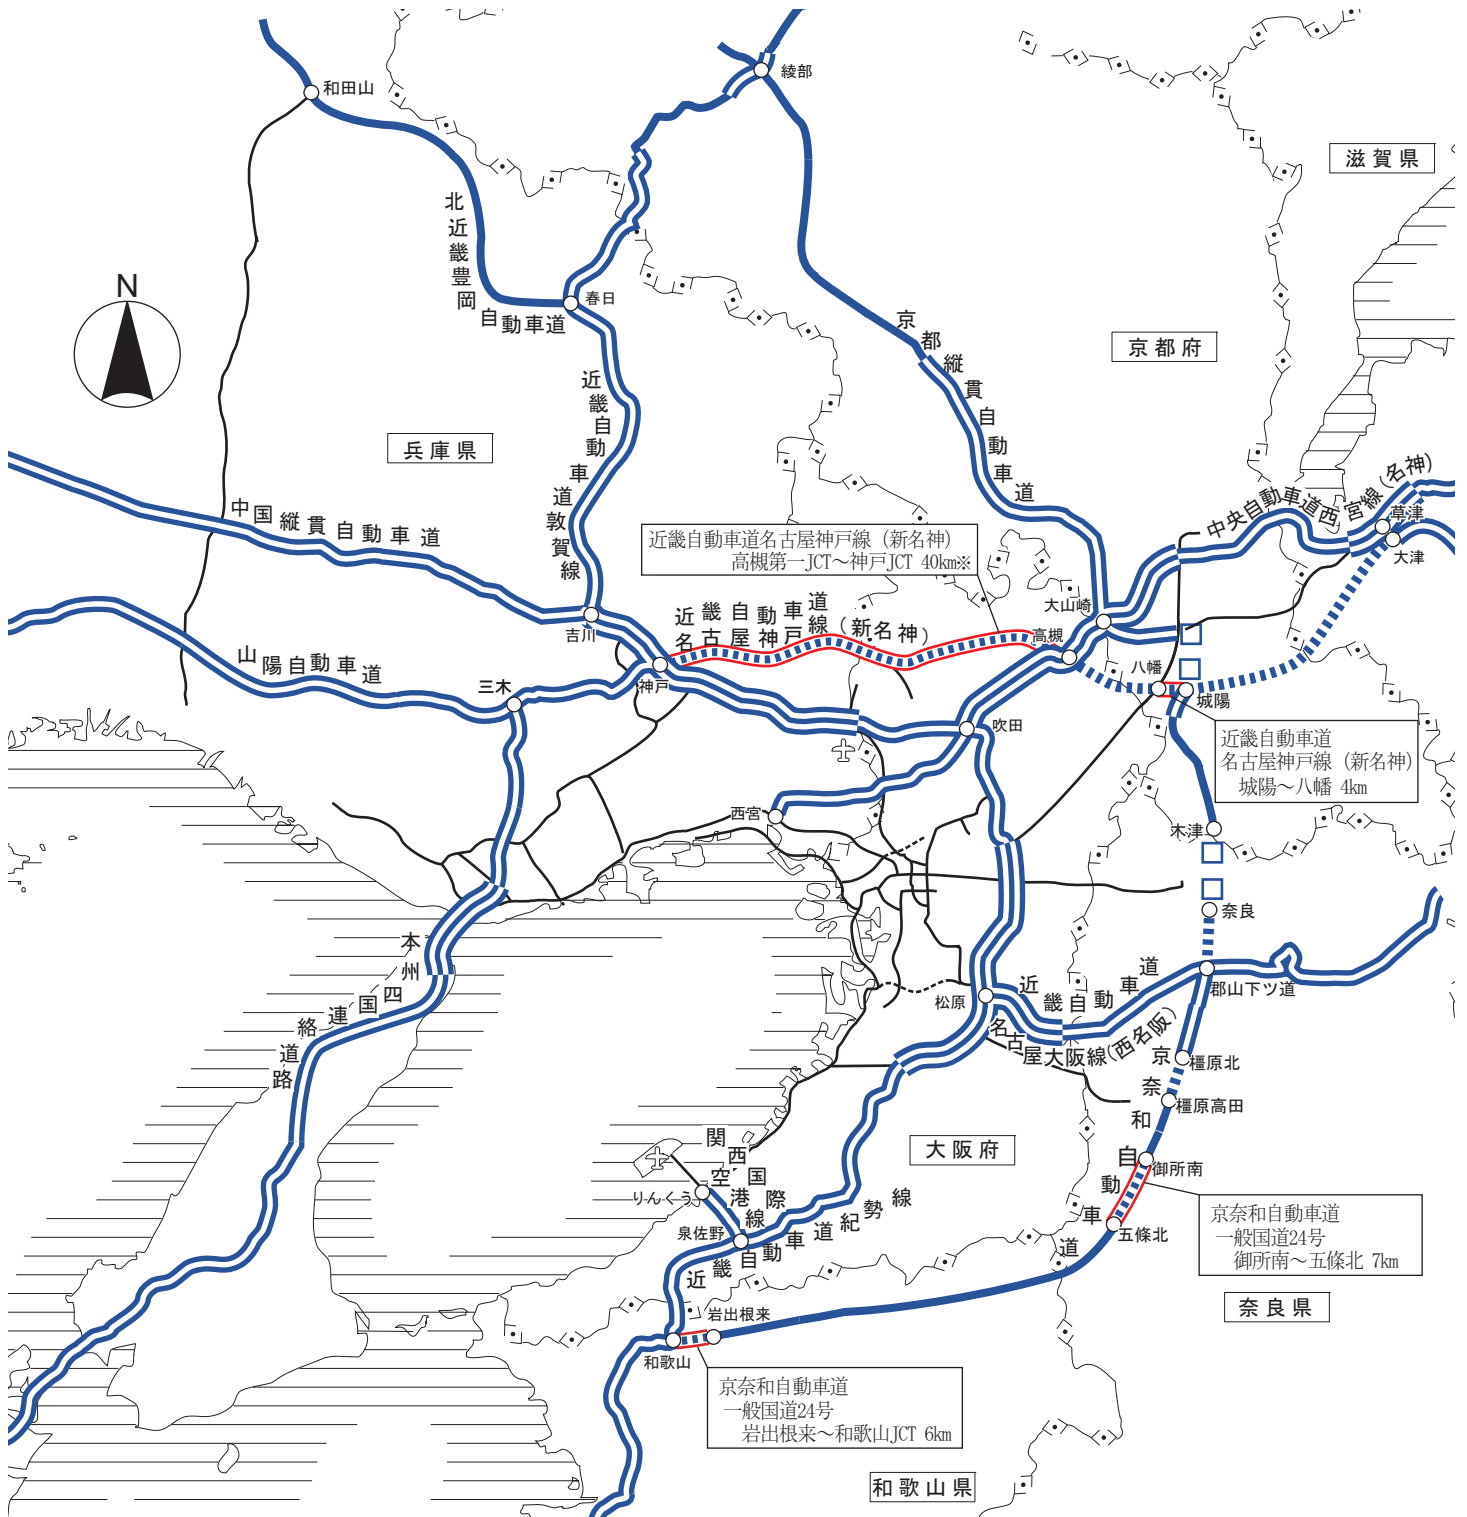 綾部
和田山
滋賀県
北近畿豊岡自動車道
N
春日
京都府
京都縦貫自動車道
近畿自動車道敦賀線
兵庫県
中国縦貫自動車道
中央自動車道西宮線(名神)
草津
大津
近畿自動車道名古屋神戸線（新名神）
高槻第一JCT～神戸JCT 40km※
大山崎
近畿自動車道
名古屋神戸線(新名神)
高槻
吉川
山陽自動車道
神戸
三木
八幡
城陽
吹田
近畿自動車道
名古屋神戸線（新名神）
城陽～八幡 4km
西宮
木津
奈良
本州四国連絡道路
松原
近畿自動車道
名古屋大阪線(西名阪)
郡山下ツ道
京奈和自動車道
橿原北
橿原高田
大阪府
関西国際空港線
りんくう
泉佐野
近畿自動車道紀勢線
御所南
五條北
京奈和自動車道
一般国道24号
御所南～五條北 7km
奈良県
岩出根来
和歌山
京奈和自動車道
一般国道24号
岩出根来～和歌山JCT 6km
和歌山県